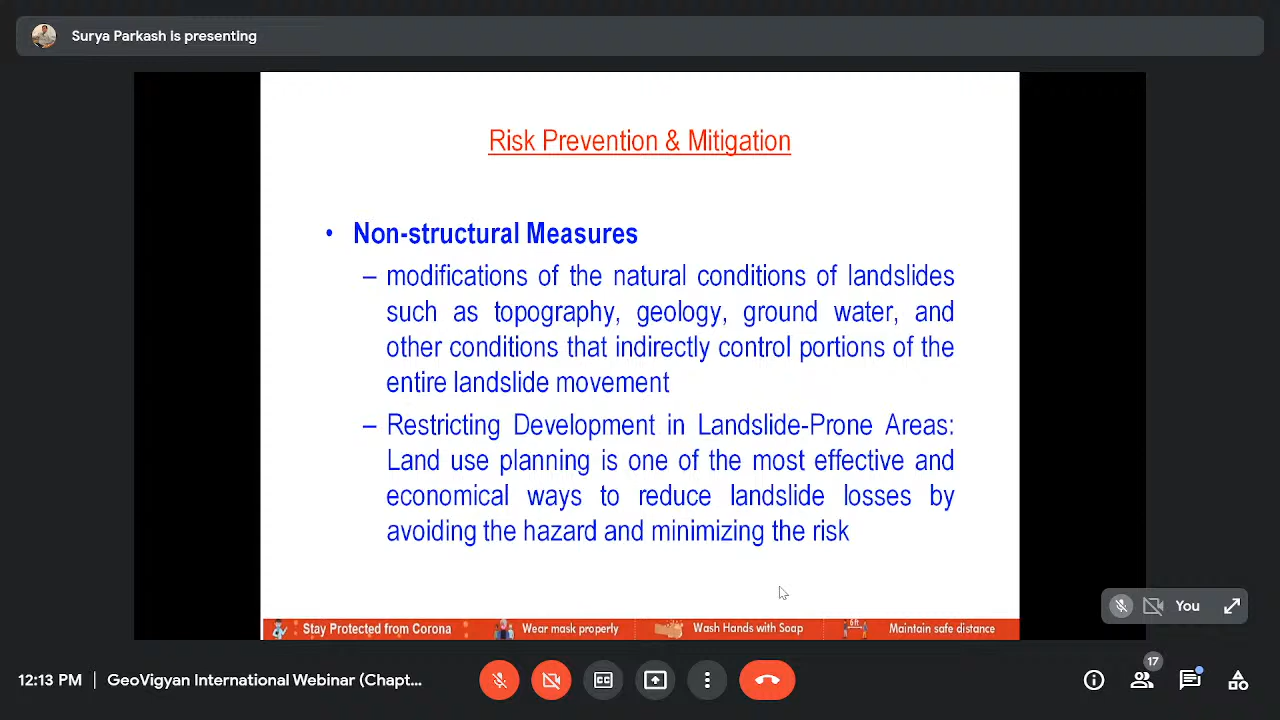 Surya Parkash is presenting
Risk Prevention & Mitigation
• Non-structural Measures
– modifications of the natural conditions of landslides
such as topography, geology, ground water, and
other conditions that indirectly control portions of the
entire landslide movement
– Restricting Development in Landslide-Prone Areas:
Land use planning is one of the most effective and
economical ways to reduce landslide losses by
avoiding the hazard and minimizing the risk
You
Stay Protected from Corona
Wear mask properly
Wash Hands with Soap
6ft
Maintain safe distance
17
12:13 PM | GeoVigyan International Webinar (Chapt...